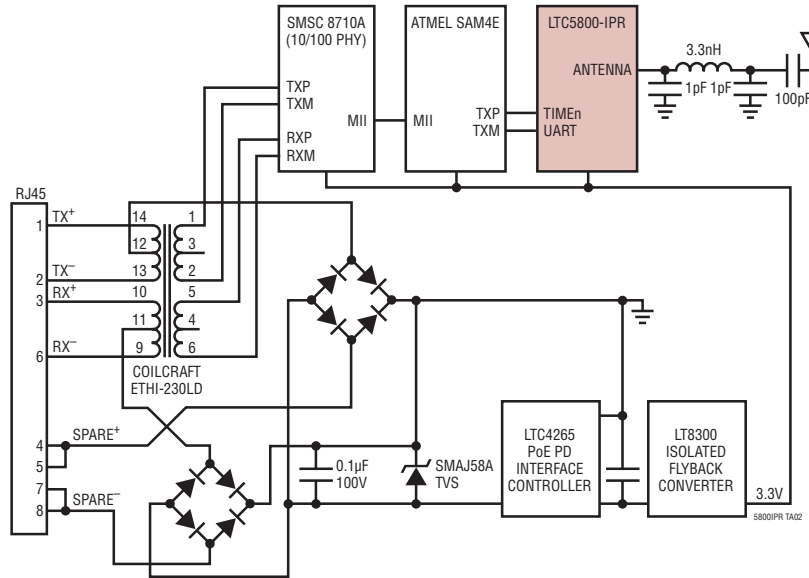 SMSC 8710A
(10/100 PHY)
TXP
TXM
RXP
RXM
MII
ATMEL SAM4E
MII
TXP
TXM
LTC5800-IPR
ANTENNA
TIMEn
UART
3.3nH
1pF
1pF
100pF
RJ45
1
TX+
2
TX–
3
RX+
6
RX–
4
SPARE+
5
7
SPARE–
8
14
12
13
10
11
9
1
3
2
5
4
6
COILCRAFT
ETHI-230LD
0.1µF
100V
SMAJ58A
TVS
LTC4265
PoE PD
INTERFACE
CONTROLLER
LT8300
ISOLATED
FLYBACK
CONVERTER
3.3V
5800IPR TA02